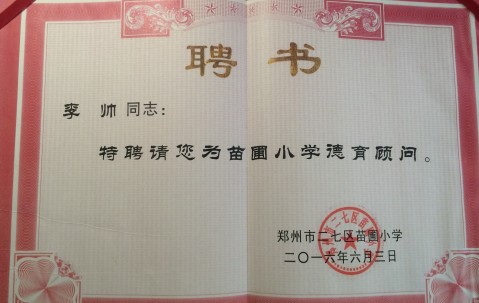 聘书
李 帅 同志：
特聘请您为苗圃小学德育顾问。
郑州市二七区苗圃小学
二〇一六年六月三日